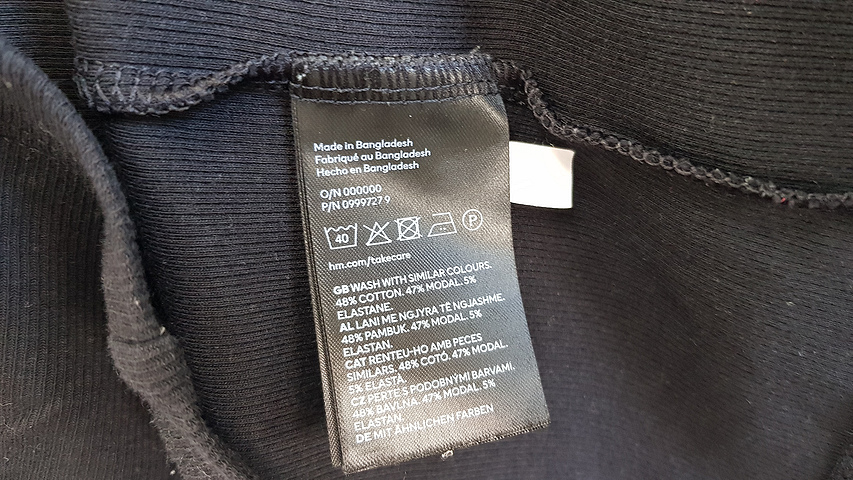 Made in Bangladesh
Fabriqué au Bangladesh
Hecho en Bangladesh
O/N 000000
P/N 0999727 9
40
P
hm.com/takecare
GB WASH WITH SIMILAR COLOURS.
48% COTTON. 47% MODAL. 5%
ELASTANE.
AL LANI ME NGJYRA TË NGJASHME.
48% PAMBUK. 47% MODAL. 5%
ELASTAN.
CAT RENTEU-HO AMB PECES
SIMILARS. 48% COTÓ. 47% MODAL.
5% ELASTÀ.
CZ PERTE S PODOBNÝMI BARVAMI.
48% BAVLNA. 47% MODAL. 5%
ELASTAN.
DE MIT ÄHNLICHEN FARBEN